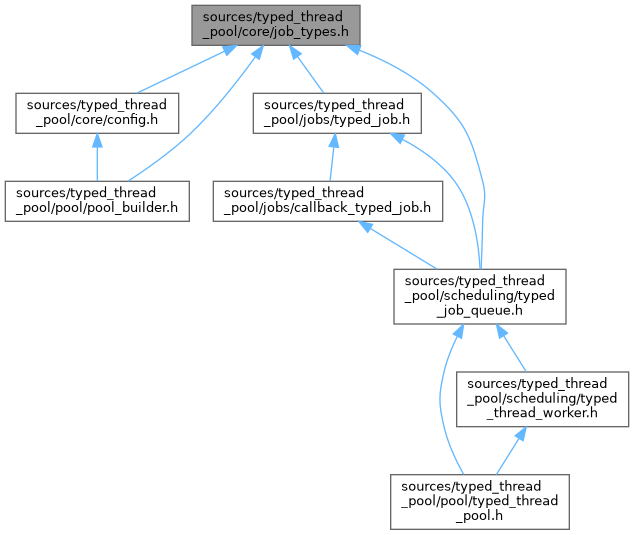 sources/typed_thread
_pool/core/job_types.h
sources/typed_thread
_pool/core/config.h
sources/typed_thread
_pool/jobs/typed_job.h
sources/typed_thread
_pool/pool/pool_builder.h
sources/typed_thread
_pool/jobs/callback_typed_job.h
sources/typed_thread
_pool/scheduling/typed
_job_queue.h
sources/typed_thread
_pool/scheduling/typed
_thread_worker.h
sources/typed_thread
_pool/pool/typed_thread
_pool.h